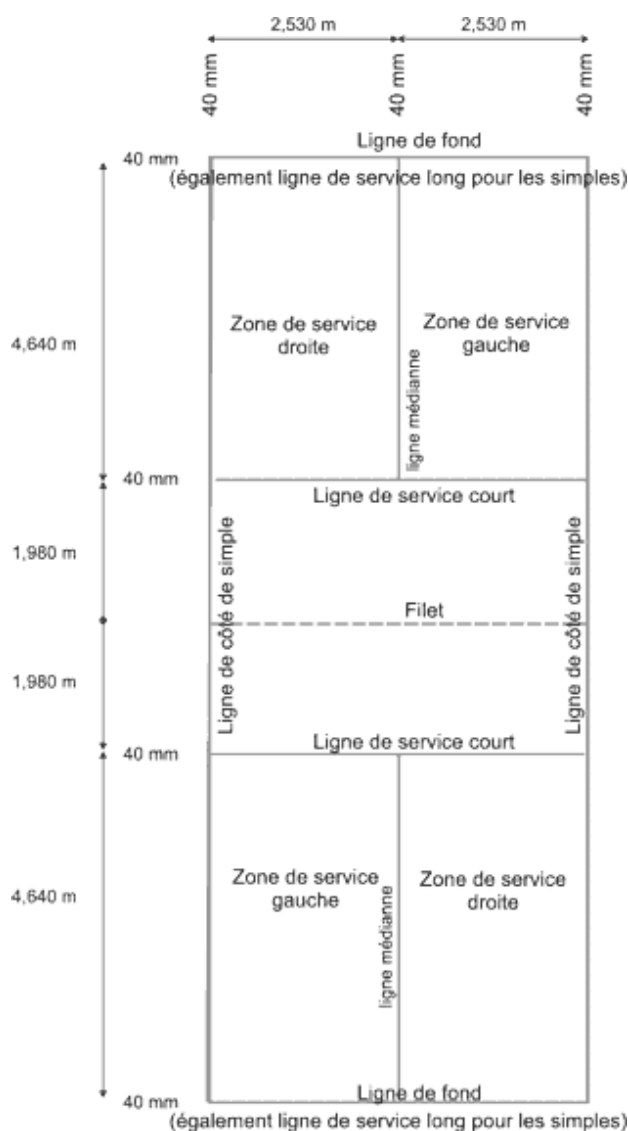 2,530 m 2,530 m
40 mm 40 mm 40 mm
Ligne de fond
40 mm
(également ligne de service long pour les simples)
Zone de service
droite
Zone de service
gauche
4,640 m
ligne médianne
40 mm
Ligne de service court
1,980 m
Ligne de côté de simple
Ligne de côté de simple
Filet
1,980 m
Ligne de service court
40 mm
Zone de service
gauche
Zone de service
droite
4,640 m
ligne médianne
Ligne de fond
40 mm
(également ligne de service long pour les simples)